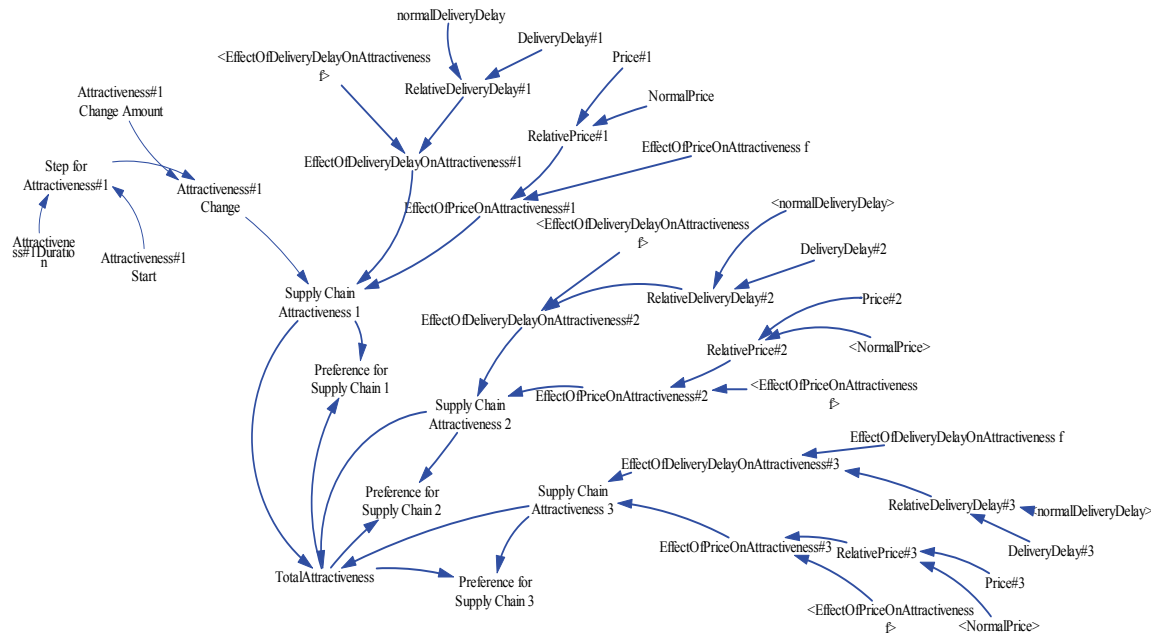 normalDeliveryDelay
DeliveryDelay#1
<EffectOfDeliveryDelayOnAttractiveness
f>
Price#1
RelativeDeliveryDelay#1
NormalPrice
Attractiveness#1
Change Amount
RelativePrice#1
EffectOfPriceOnAttractiveness f
EffectOfDeliveryDelayOnAttractiveness#1
Step for
Attractiveness#1
Attractiveness#1
Change
EffectOfPriceOnAttractiveness#1
<normalDeliveryDelay>
<EffectOfDeliveryDelayOnAttractiveness
f>
Attractivene
ss#1Duratio
n
Attractiveness#1
Start
DeliveryDelay#2
Supply Chain
Attractiveness 1
RelativeDeliveryDelay#2
Price#2
EffectOfDeliveryDelayOnAttractiveness#2
<NormalPrice>
RelativePrice#2
Preference for
Supply Chain 1
EffectOfPriceOnAttractiveness#2
<EffectOfPriceOnAttractiveness
f>
Supply Chain
Attractiveness 2
EffectOfDeliveryDelayOnAttractiveness f
EffectOfDeliveryDelayOnAttractiveness#3
Preference for
Supply Chain 2
Supply Chain
Attractiveness 3
RelativeDeliveryDelay#3
<normalDeliveryDelay>
EffectOfPriceOnAttractiveness#3
RelativePrice#3
DeliveryDelay#3
TotalAttractiveness
Preference for
Supply Chain 3
Price#3
<EffectOfPriceOnAttractiveness
f>
<NormalPrice>